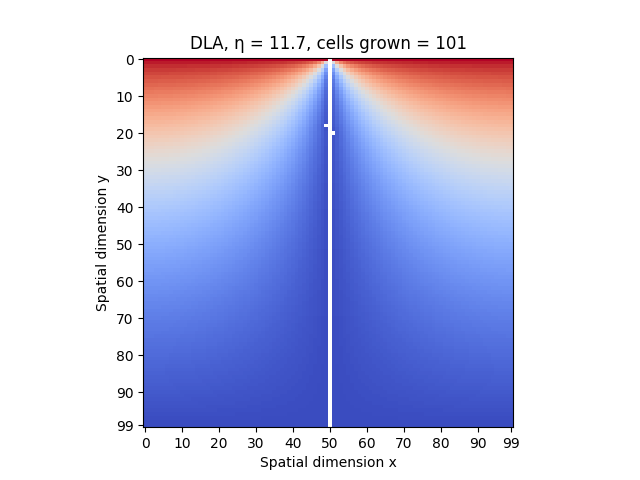 DLA, η = 11.7, cells grown = 101
0
10
20
30
40
50
60
70
80
90
99
Spatial dimension y
0 10 20 30 40 50 60 70 80 90 99
Spatial dimension x